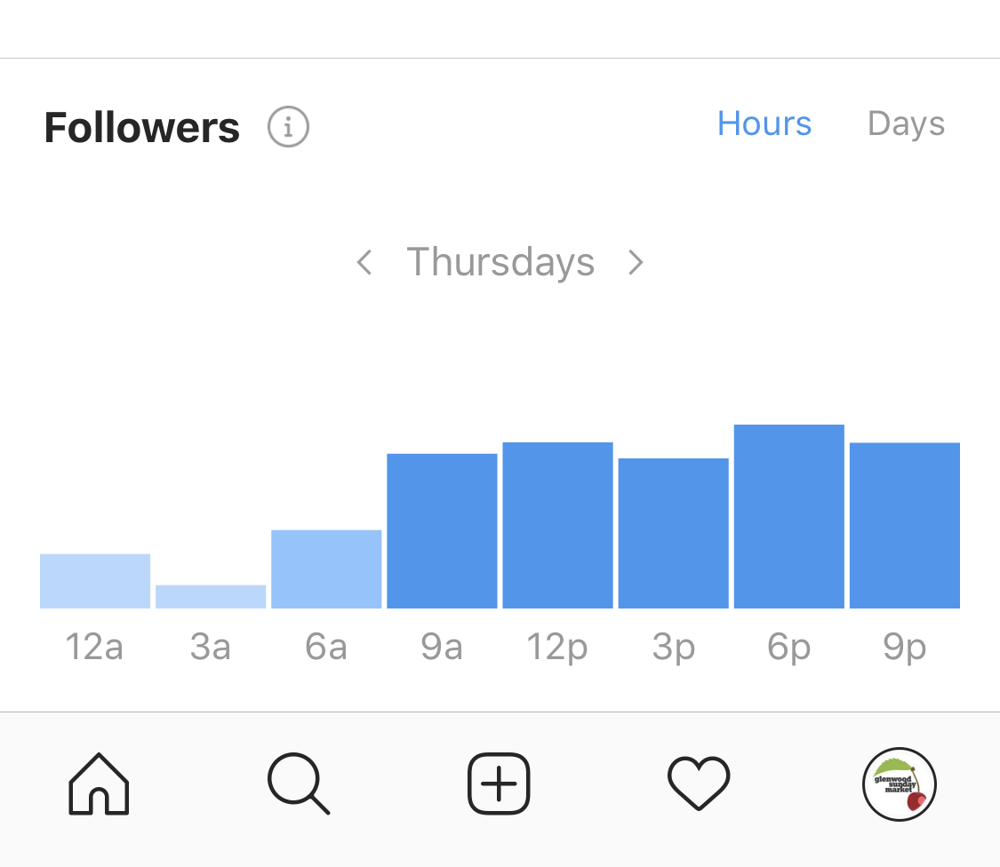 Followers
Hours Days
Thursdays
12a 3a 6a 9a 12p 3p 6p 9p
glenwood
sunday
market